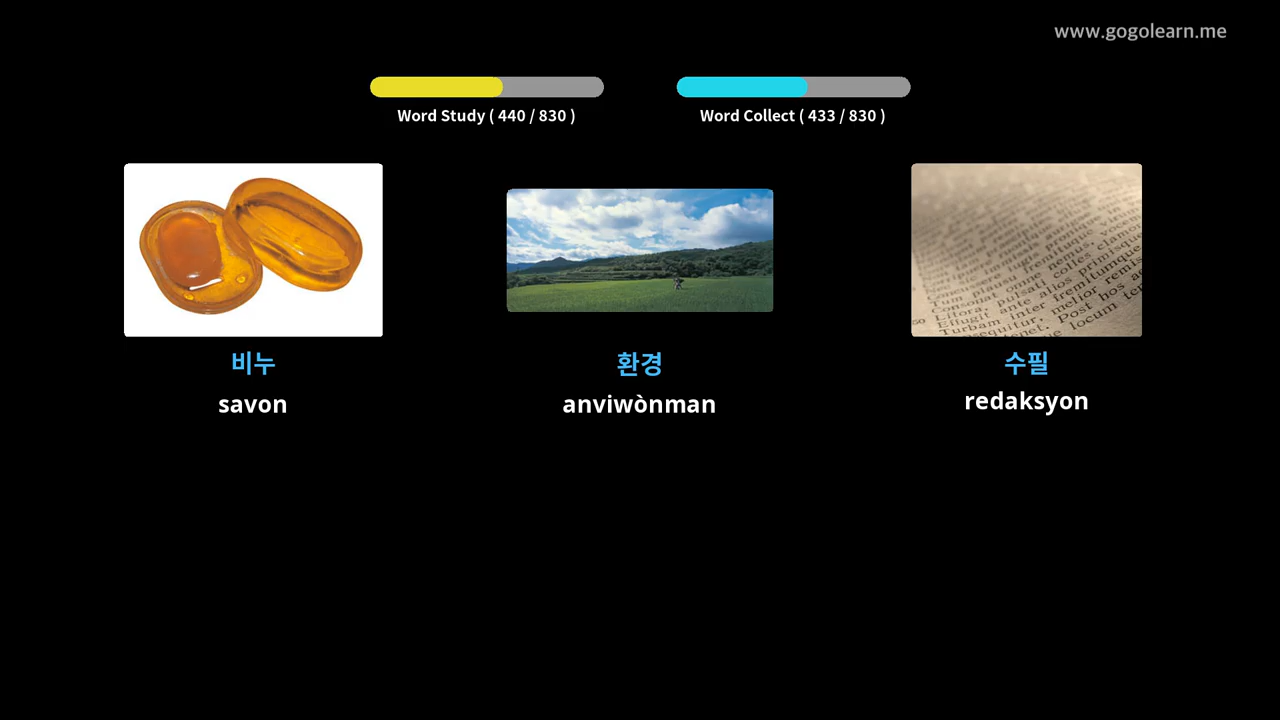 www.gogolearn.me
Word Study ( 440 / 830 )
Word Collect ( 433 / 830 )
비누
savon
환경
anviwònman
수필
redaksyon